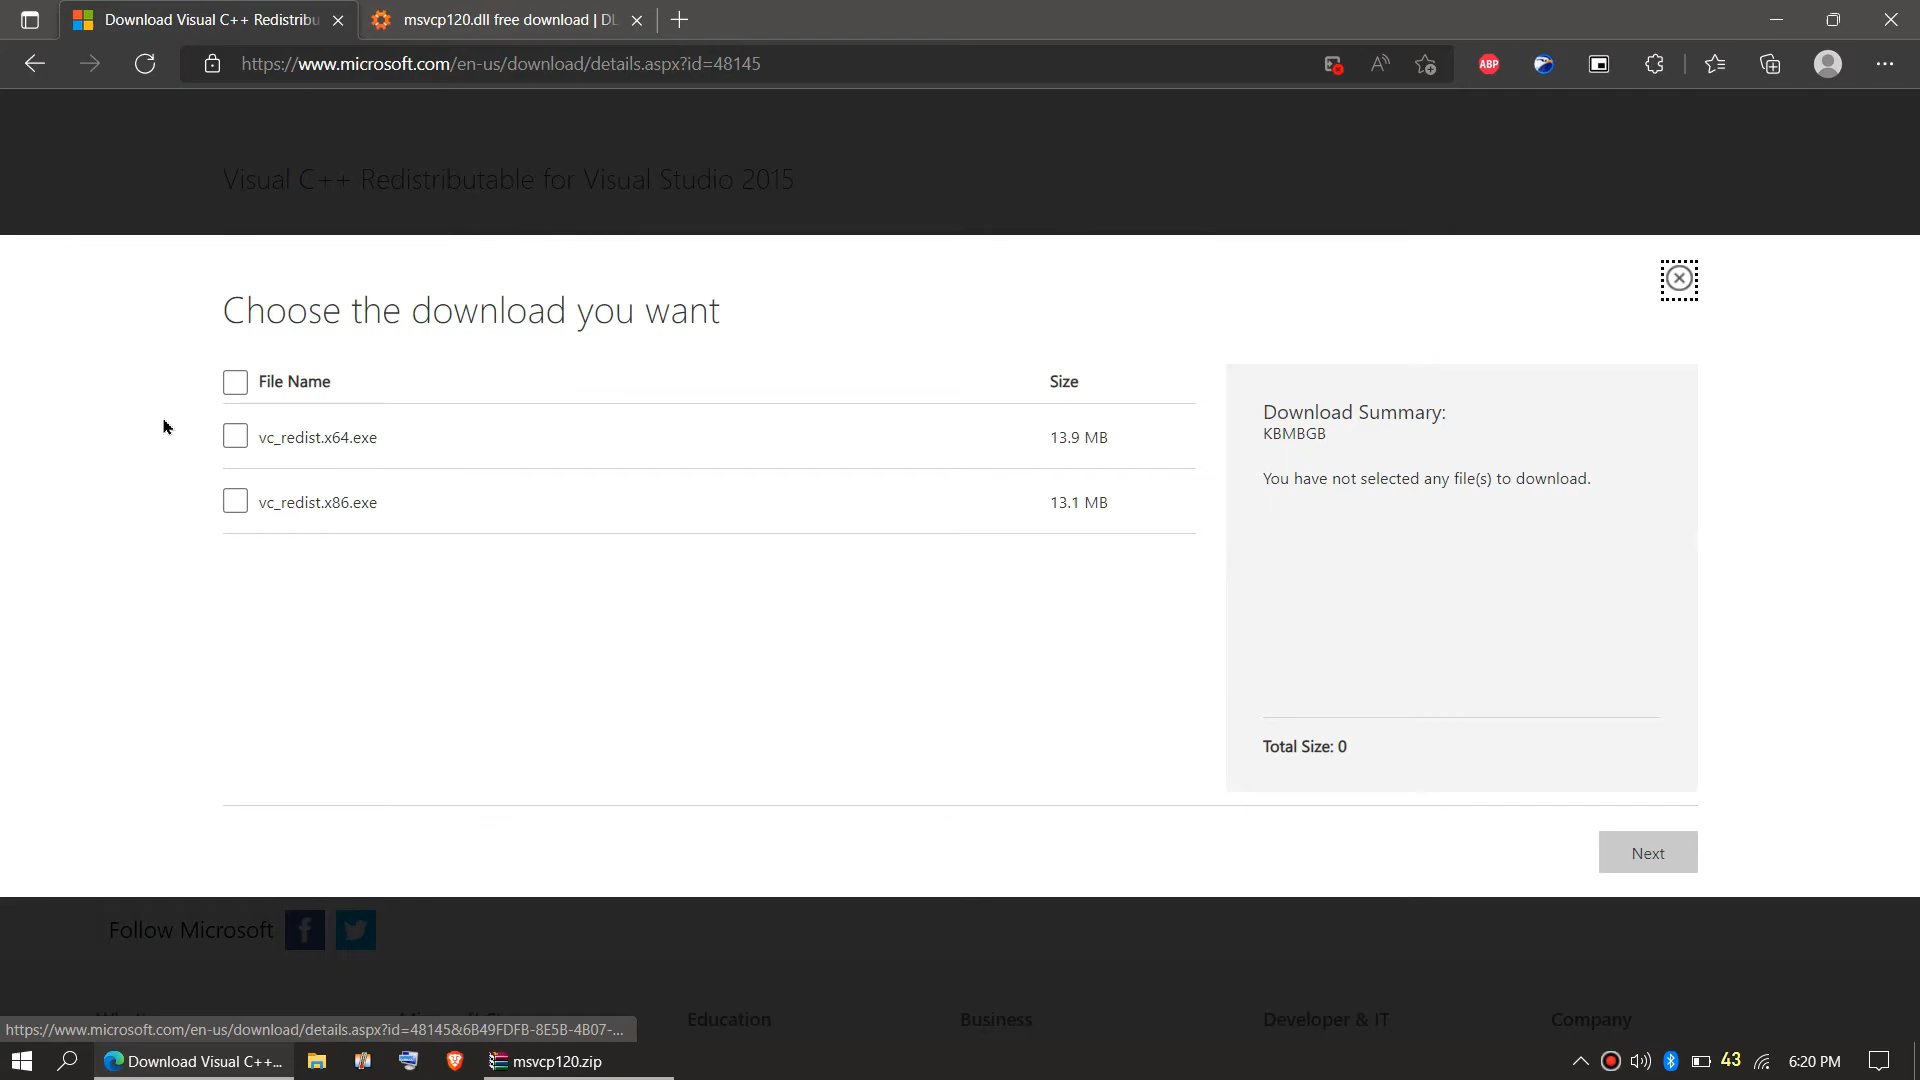 Download Visual C++ Redistribu
msvcp120.dll free download | DL
https://www.microsoft.com/en-us/download/details.aspx?id=48145
ABP
Visual C++ Redistributable for Visual Studio 2015
Choose the download you want
File Name Size
vc_redist.x64.exe 13.9 MB
vc_redist.x86.exe 13.1 MB
Download Summary:
KBMBGB
You have not selected any file(s) to download.
Total Size: 0
Next
Follow Microsoft
Education
Business
Developer & IT
Company
https://www.microsoft.com/en-us/download/details.aspx?id=48145&6B49FDFB-8E5B-4B07-...
Download Visual C++...
msvcp120.zip
43
6:20 PM